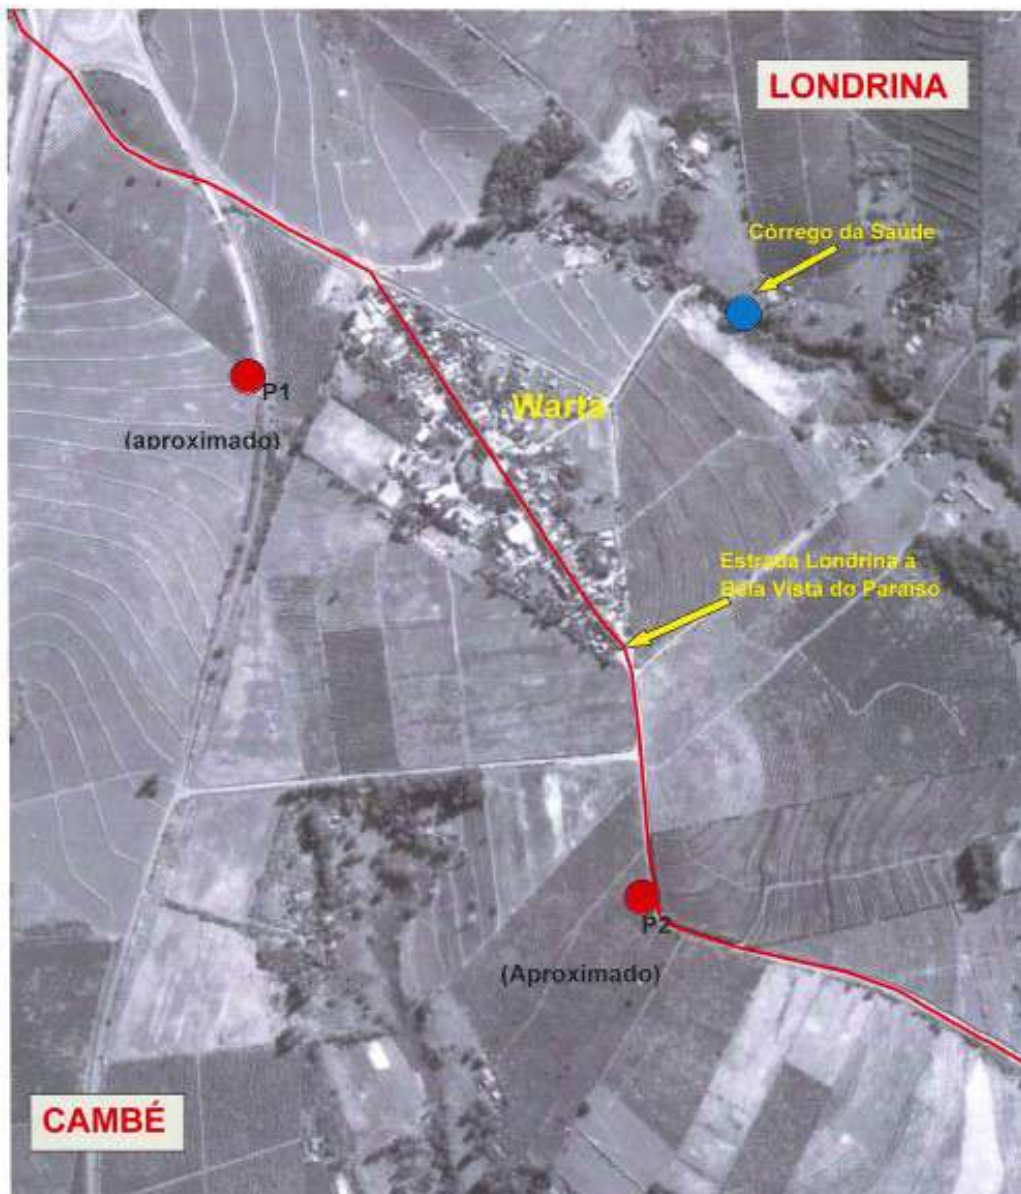 LONDRINA
Córrego da Saúde
P1
(aproximado)
Warta
Estrada Londrina a
Bela Vista do Paraíso
P2
(Aproximado)
CAMBÉ